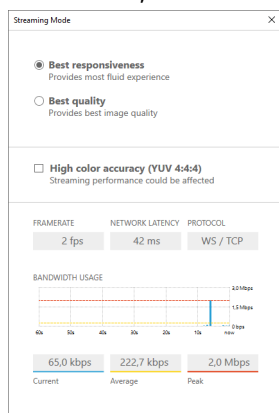 Streaming Mode
Best responsiveness
Provides most fluid experience
Best quality
Provides best image quality
High color accuracy (YUV 4:4:4)
Streaming performance could be affected
FRAMERATE NETWORK LATENCY PROTOCOL
2 fps 42 ms WS / TCP
BANDWIDTH USAGE
3,0 Mbps
1,5 Mbps
0 bps
60s 50s 40s 30s 20s 10s now
65,0 kbps 222,7 kbps 2,0 Mbps
Current Average Peak